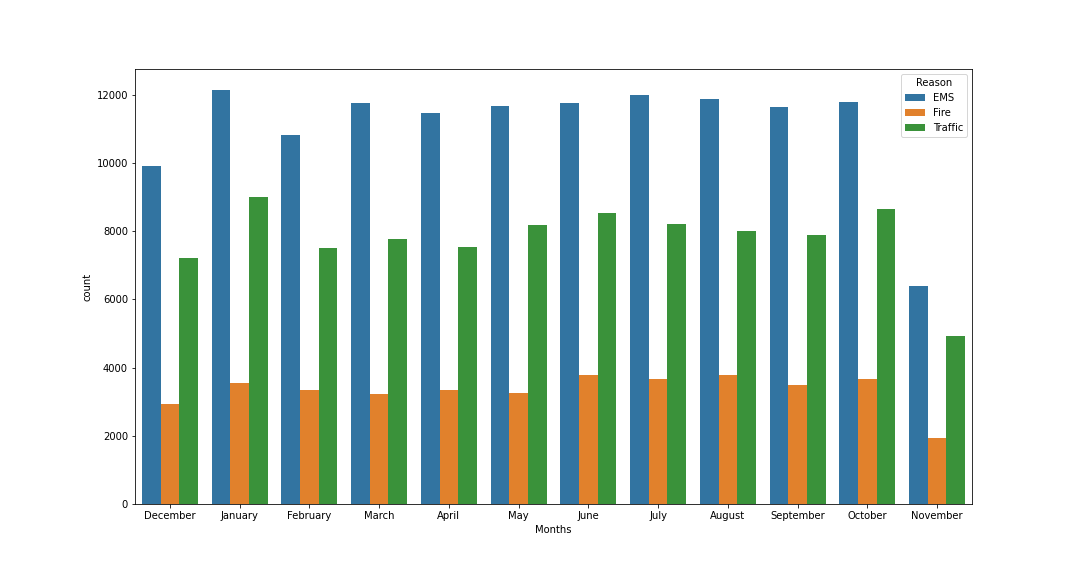 Reason
EMS
Fire
Traffic
count
12000
10000
8000
6000
4000
2000
0
December January February March April May June July August September October November
Months